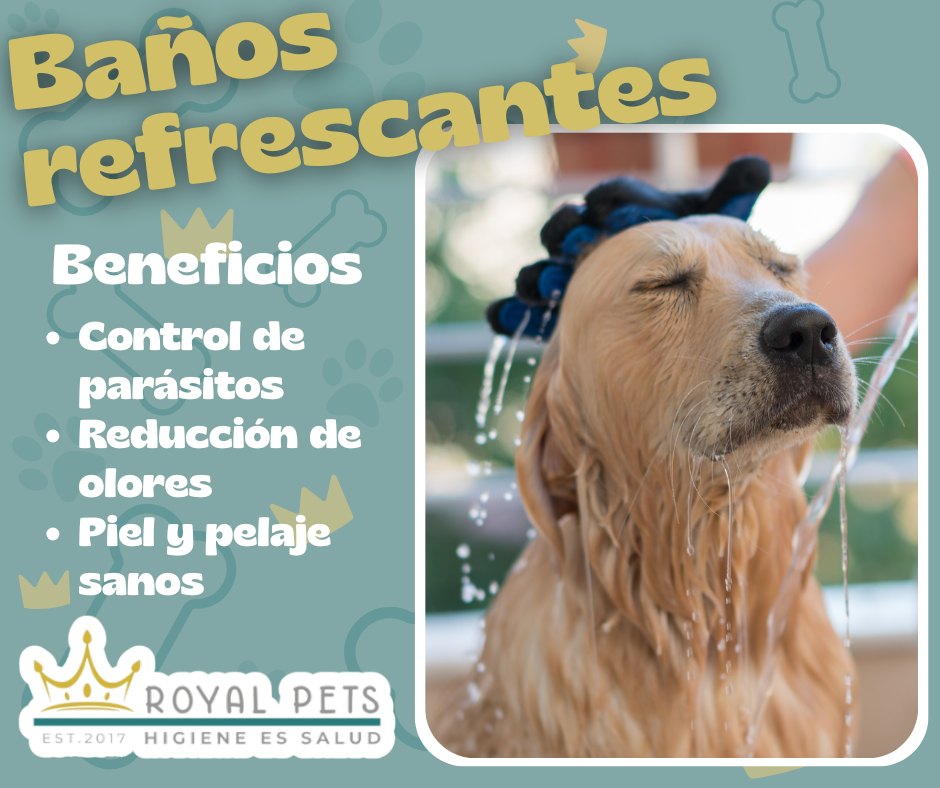 Baños
refrescantes
Beneficios
• Control de
parásitos
• Reducción de
olores
• Piel y pelaje
sanos
ROYAL PETS
EST.2017 HIGIENE ES SALUD